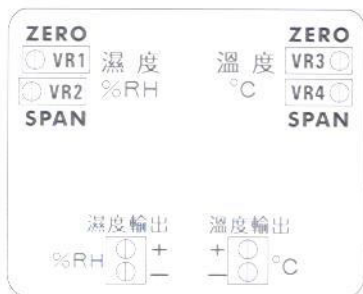 ZERO ZERO
VR1 濕度 溫度 VR3
VR2 %RH °C VR4
SPAN SPAN
濕度輸出 溫度輸出
%RH + + °C
− −